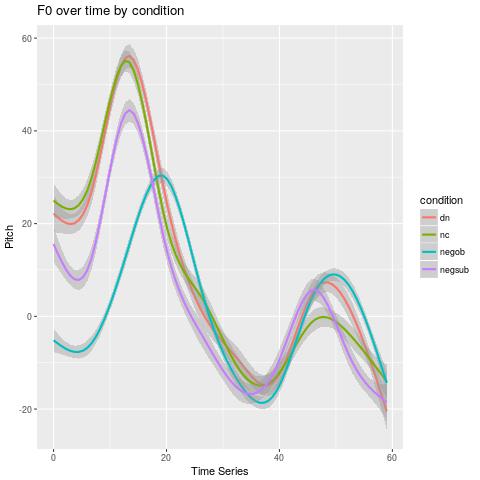 F0 over time by condition
60
40
20
0
-20
Pitch
0 20 40 60
Time Series
condition
dn
nc
negob
negsub